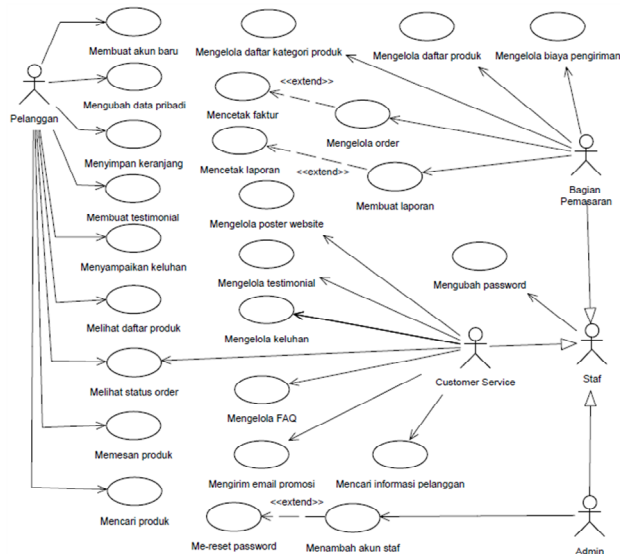 Membuat akun baru
Mengelola daftar kategori produk
Mengelola daftar produk
Mengelola biaya pengiriman
Pelanggan
Mengubah data pribadi
<<extend>>
Mencetak faktur
Menyimpan keranjang
Mengelola order
Mencetak laporan
<<extend>>
Bagian
Pemasaran
Membuat testimonial
Membuat laporan
Mengelola poster website
Menyampaikan keluhan
Mengelola testimonial
Mengubah password
Melihat daftar produk
Mengelola keluhan
Melihat status order
Customer Service
Staf
Mengelola FAQ
Memesan produk
Mengirim email promosi
Mencari informasi pelanggan
<<extend>>
Mencari produk
Me-reset password
Menambah akun staf
Admin